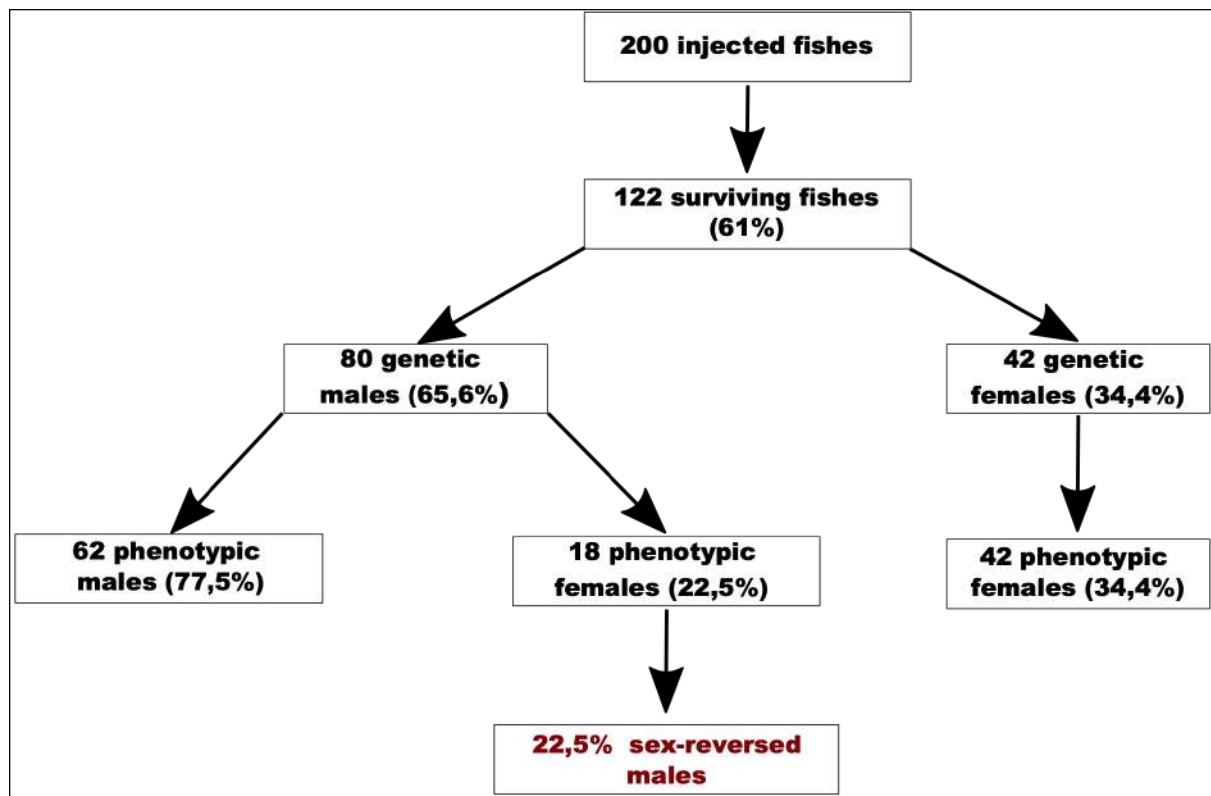 200 injected fishes
122 surviving fishes
(61%)
80 genetic
males (65,6%)
42 genetic
females (34,4%)
62 phenotypic
males (77,5%)
18 phenotypic
females (22,5%)
42 phenotypic
females (34,4%)
22,5% sex-reversed
males